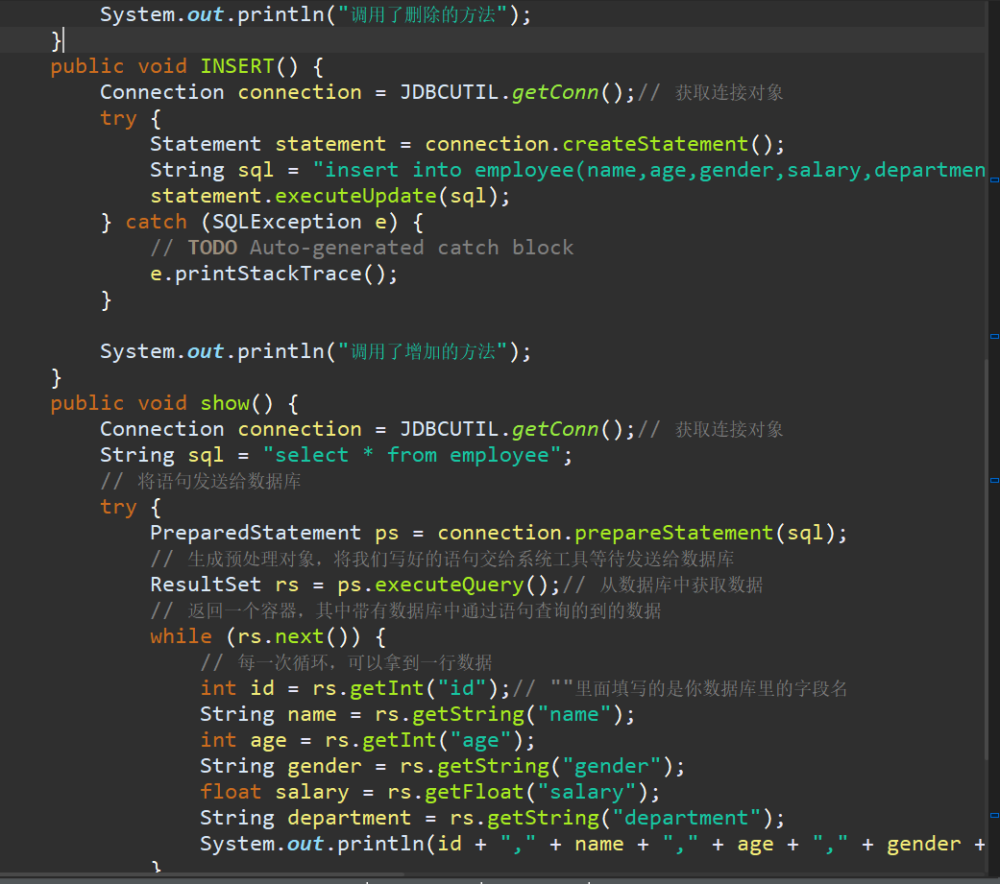 System.out.println("调用了删除的方法");
    }
    public void INSERT() {
        Connection connection = JDBCUTIL.getConn();// 获取连接对象
        try {
            Statement statement = connection.createStatement();
            String sql = "insert into employee(name,age,gender,salary,departmen
            statement.executeUpdate(sql);
        } catch (SQLException e) {
            // TODO Auto-generated catch block
            e.printStackTrace();
        }

        System.out.println("调用了增加的方法");
    }
    public void show() {
        Connection connection = JDBCUTIL.getConn();// 获取连接对象
        String sql = "select * from employee";
        // 将语句发送给数据库
        try {
            PreparedStatement ps = connection.prepareStatement(sql);
            // 生成预处理对象，将我们写好的语句交给系统工具等待发送给数据库
            ResultSet rs = ps.executeQuery();// 从数据库中获取数据
            // 返回一个容器，其中带有数据库中通过语句查询的到的数据
            while (rs.next()) {
                // 每一次循环，可以拿到一行数据
                int id = rs.getInt("id");// ""里面填写的是你数据库里的字段名
                String name = rs.getString("name");
                int age = rs.getInt("age");
                String gender = rs.getString("gender");
                float salary = rs.getFloat("salary");
                String department = rs.getString("department");
                System.out.println(id + "," + name + "," + age + "," + gender +
            }